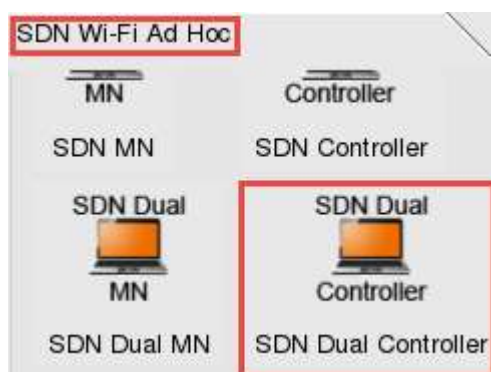 SDN Wi-Fi Ad Hoc
MN Controller
SDN MN SDN Controller
SDN Dual SDN Dual
MN Controller
SDN Dual MN SDN Dual Controller